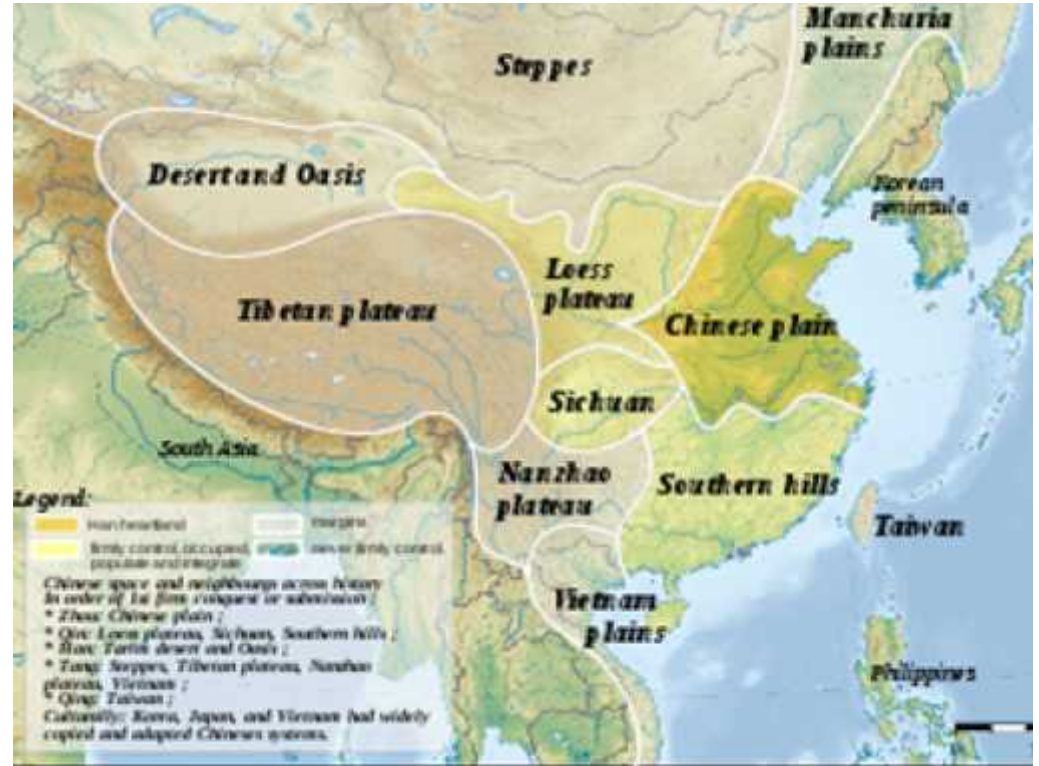 Manchuria
plains
Steppes
Desert and Oasis
Korean
peninsula
Loess
plateau
Tibetan plateau
Chinese plain
Sichuan
South Asia
Nanzhao
plateau
Southern hills
Taiwan
Vietnam
plains
Philippines
Legend:
Han heartland
margins
firmly control, occupied,
populate and integrate
never firmly control
Chinese space and neighbourgs across history
In order of 1st firm conquest or submission :
* Zhou: Chinese plain ;
* Qin: Loess plateau, Sichuan, Southern hills ;
* Han: Tarim desert and Oasis ;
* Tang: Steppes, Tibetan plateau, Nanzhao
plateau, Vietnam ;
* Qing: Taiwan ;
Culturally: Korea, Japan, and Vietnam had widely
copied and adapted Chineses systems.